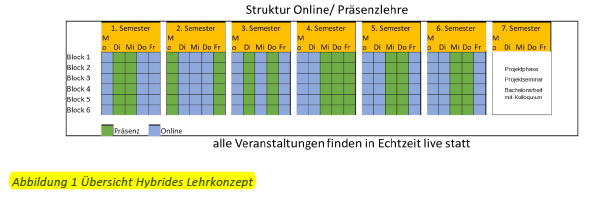 Struktur Online/ Präsenzlehre
1. Semester 2. Semester 3. Semester 4. Semester 5. Semester 6. Semester 7. Semester
M M M M M M M
o Di Mi Do Fr o Di Mi Do Fr o Di Mi Do Fr o Di Mi Do Fr o Di Mi Do Fr o Di Mi Do Fr o Di Mi Do Fr
Block 1
Block 2 Projektphase
Block 3 Projektseminar
Block 4 Bachelorarbeit
Block 5 mit Kolloquium
Block 6
Präsenz Online
alle Veranstaltungen finden in Echtzeit live statt
Abbildung 1 Übersicht Hybrides Lehrkonzept